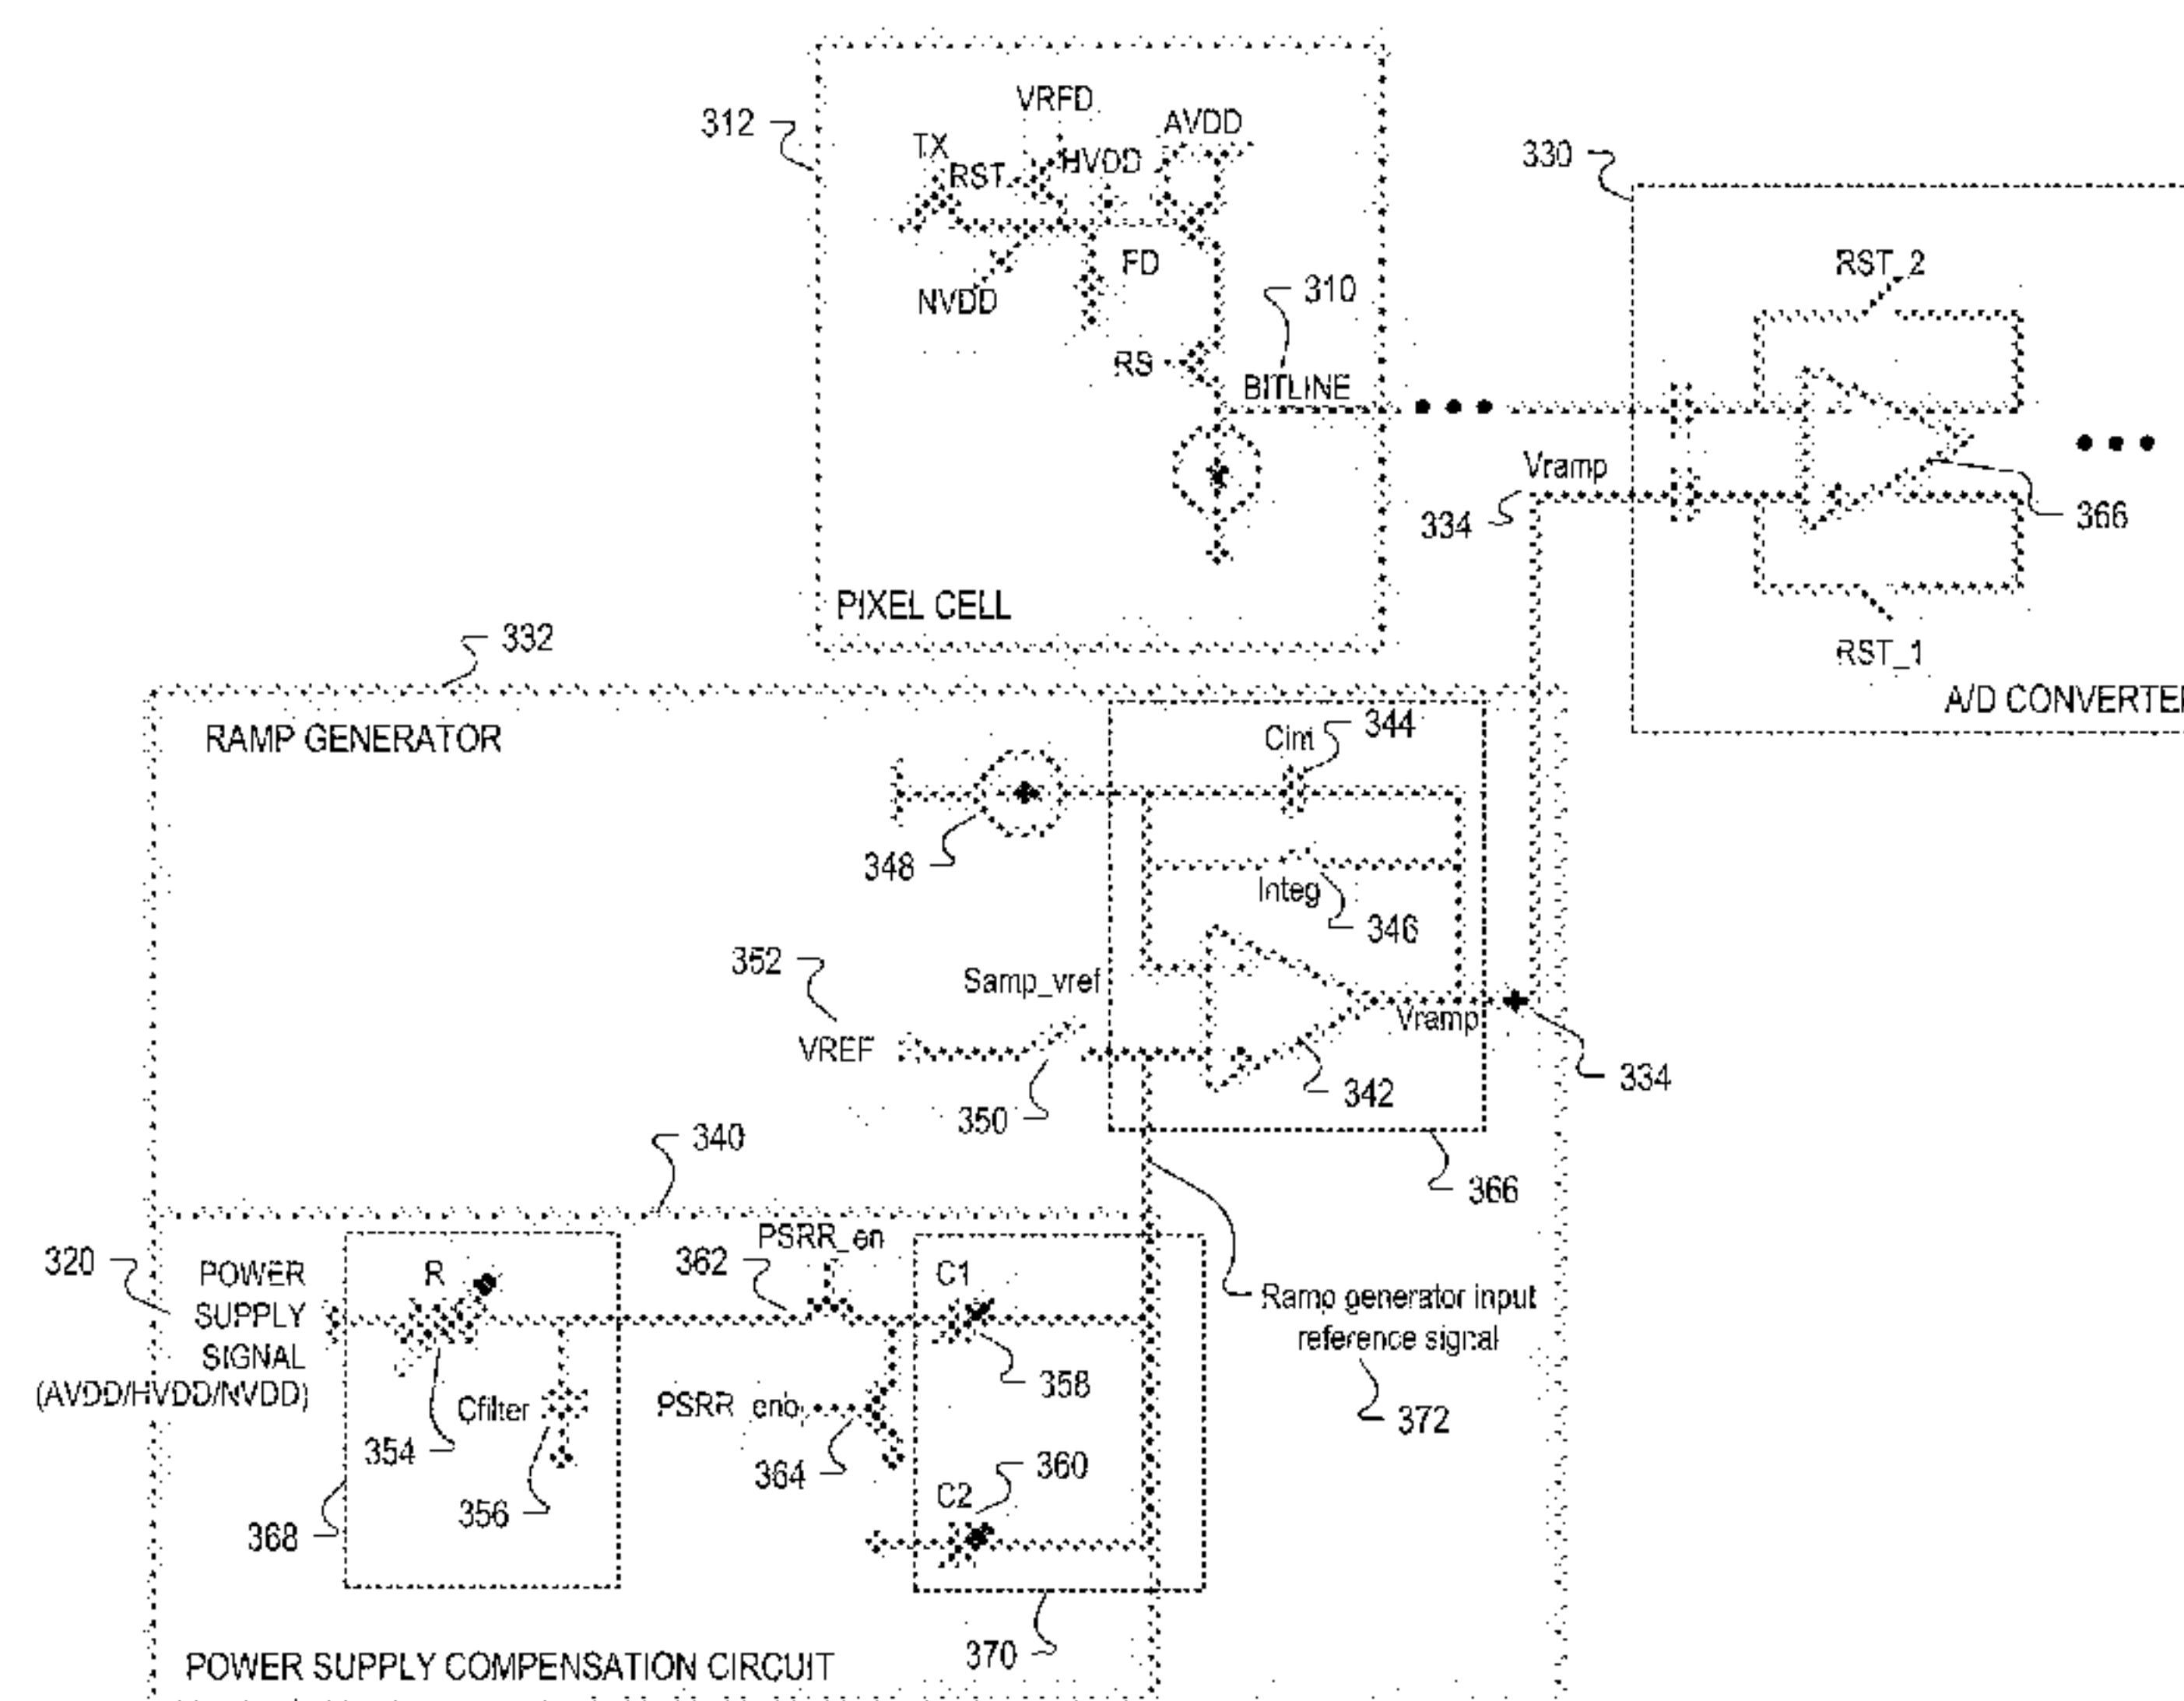 312
VRFD
AVDD
TX
RST
HVDD
330
RST_2
FD
NVDD
310
RS
BITLINE
Vramp
334
366
PIXEL CELL
RST_1
332
A/D CONVERTER
RAMP GENERATOR
Cint
344
348
Integ
346
352
Samp_vref
Vramp
VREF
334
342
350
340
366
PSRR_en
320
POWER
SUPPLY
SIGNAL
(AVDD/HVDD/NVDD)
R
362
C1
Ramp generator input
reference signal
358
372
Cfilter
PSRR_enb
354
364
360
356
C2
368
370
POWER SUPPLY COMPENSATION CIRCUIT